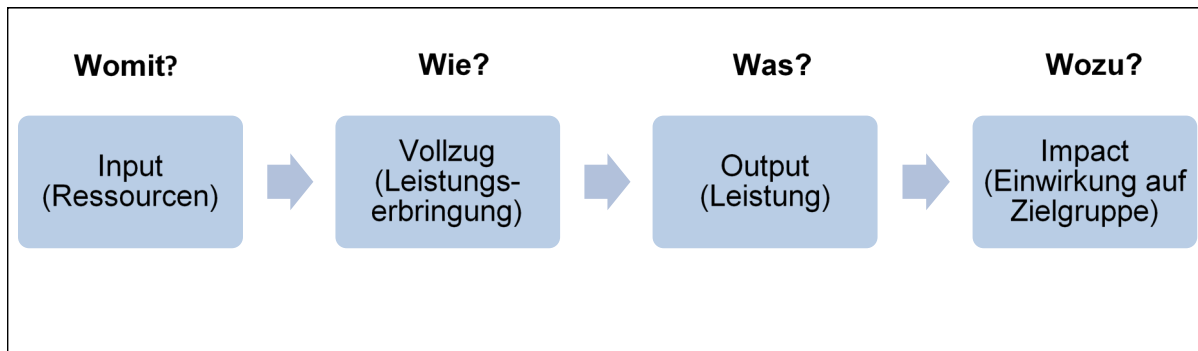 Womit?
Wie?
Was?
Wozu?
Input
(Ressourcen)
Vollzug
(Leistungs-
erbringung)
Output
(Leistung)
Impact
(Einwirkung auf
Zielgruppe)